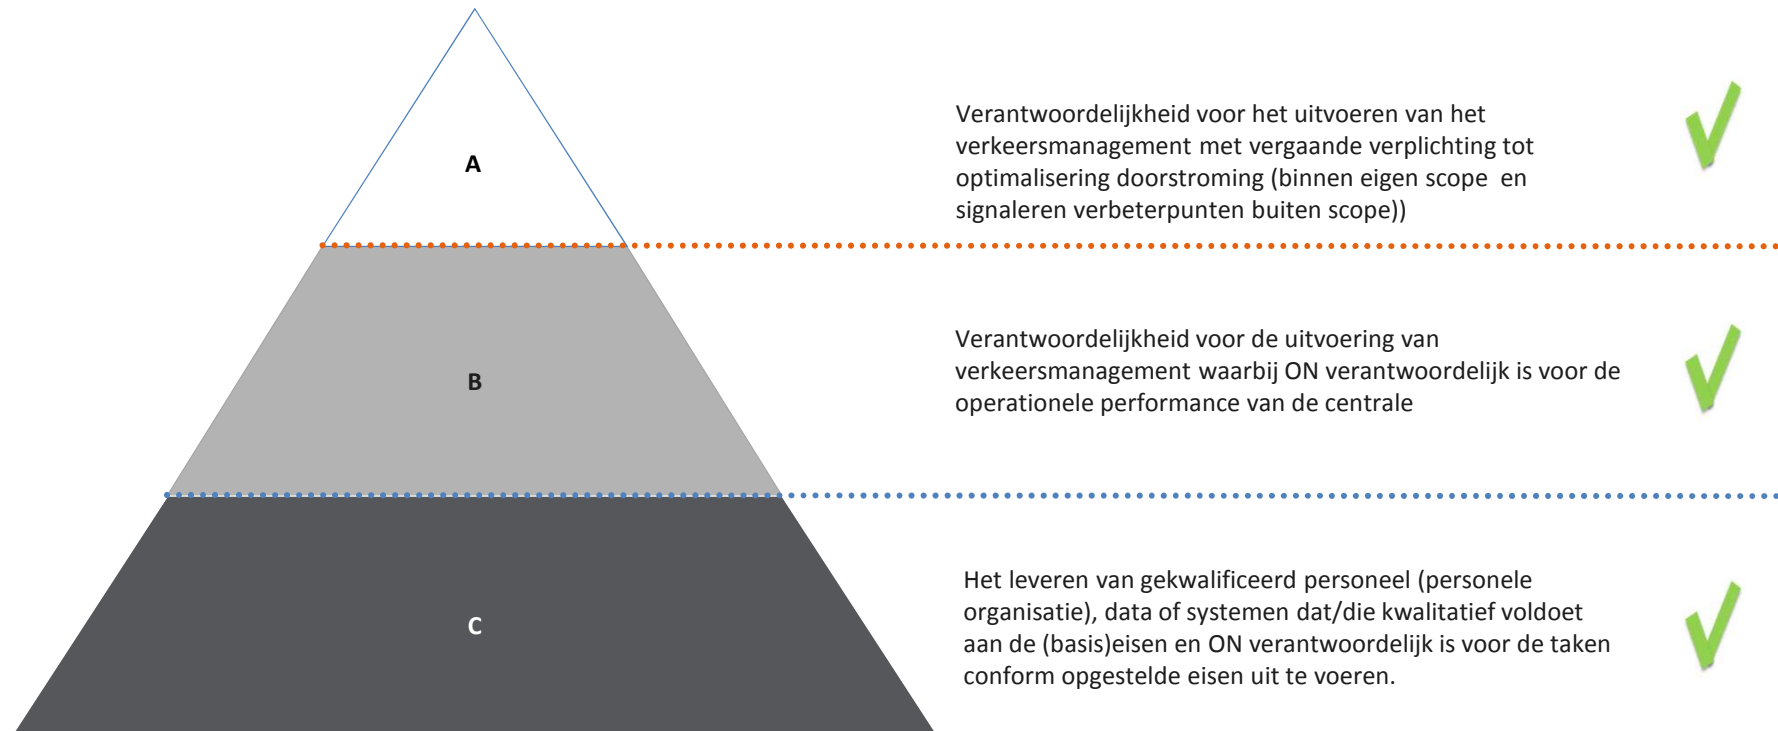 A
Verantwoordelijkheid voor het uitvoeren van het
verkeersmanagement met vergaande verplichting tot
optimalisering doorstroming (binnen eigen scope en
signaleren verbeterpunten buiten scope))
B
Verantwoordelijkheid voor de uitvoering van
verkeersmanagement waarbij ON verantwoordelijk is voor de
operationele performance van de centrale
C
Het leveren van gekwalificeerd personeel (personele
organisatie), data of systemen dat/die kwalitatief voldoet
aan de (basis)eisen en ON verantwoordelijk is voor de taken
conform opgestelde eisen uit te voeren.